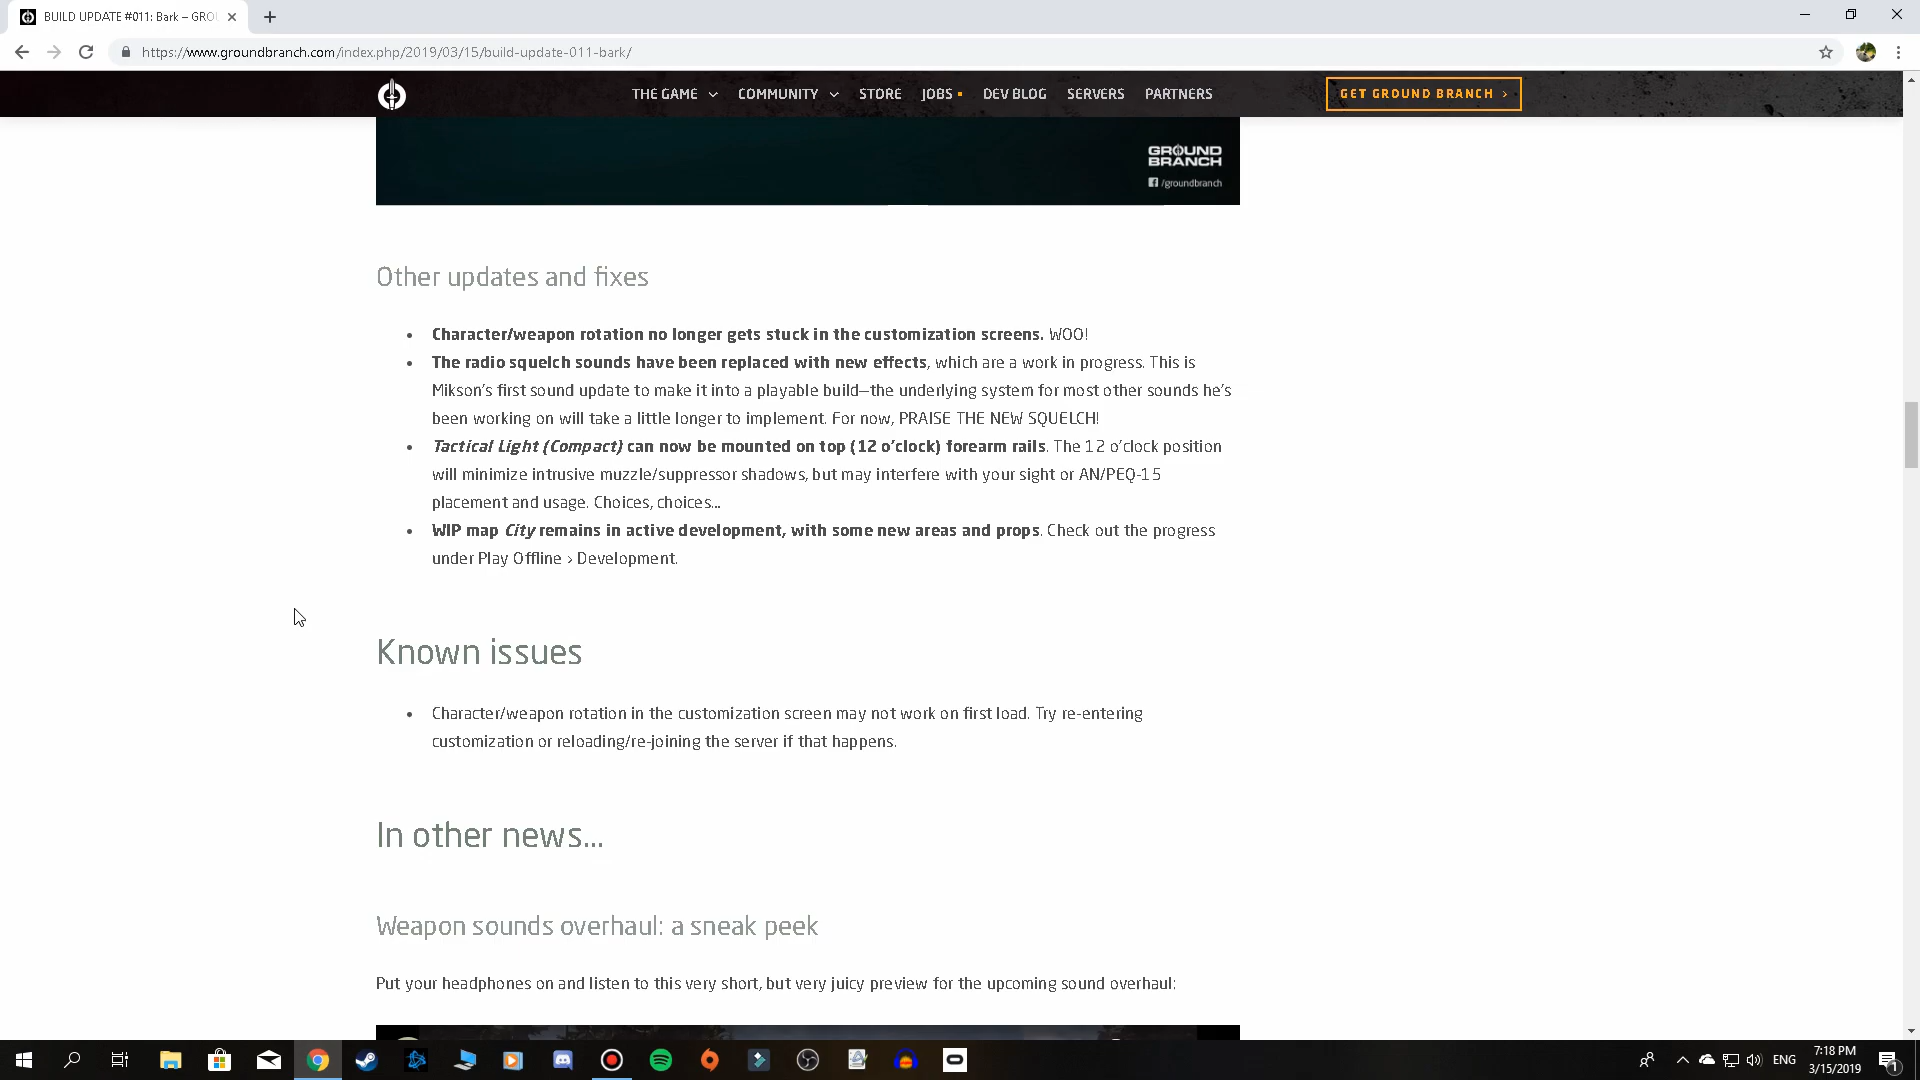 BUILD UPDATE #011: Bark – GRO
https://www.groundbranch.com/index.php/2019/03/15/build-update-011-bark/
THE GAME COMMUNITY STORE JOBS DEV BLOG SERVERS PARTNERS GET GROUND BRANCH ›
GROUND
BRANCH
/groundbranch
Other updates and fixes
• Character/weapon rotation no longer gets stuck in the customization screens. WOO!
• The radio squelch sounds have been replaced with new effects, which are a work in progress. This is
Mikson's first sound update to make it into a playable build—the underlying system for most other sounds he's
been working on will take a little longer to implement. For now, PRAISE THE NEW SQUELCH!
• Tactical Light (Compact) can now be mounted on top (12 o'clock) forearm rails. The 12 o'clock position
will minimize intrusive muzzle/suppressor shadows, but may interfere with your sight or AN/PEQ-15
placement and usage. Choices, choices...
• WIP map City remains in active development, with some new areas and props. Check out the progress
under Play Offline › Development.
Known issues
• Character/weapon rotation in the customization screen may not work on first load. Try re-entering
customization or reloading/re-joining the server if that happens.
In other news...
Weapon sounds overhaul: a sneak peek
Put your headphones on and listen to this very short, but very juicy preview for the upcoming sound overhaul:
ENG
7:18 PM
3/15/2019
1